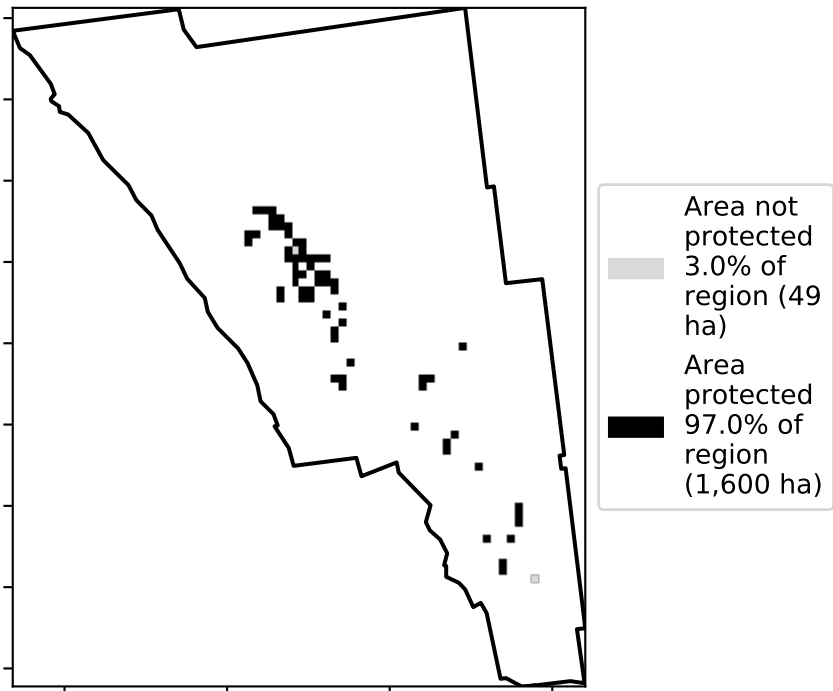 Area not
protected
3.0% of
region (49
ha)
Area
protected
97.0% of
region
(1,600 ha)